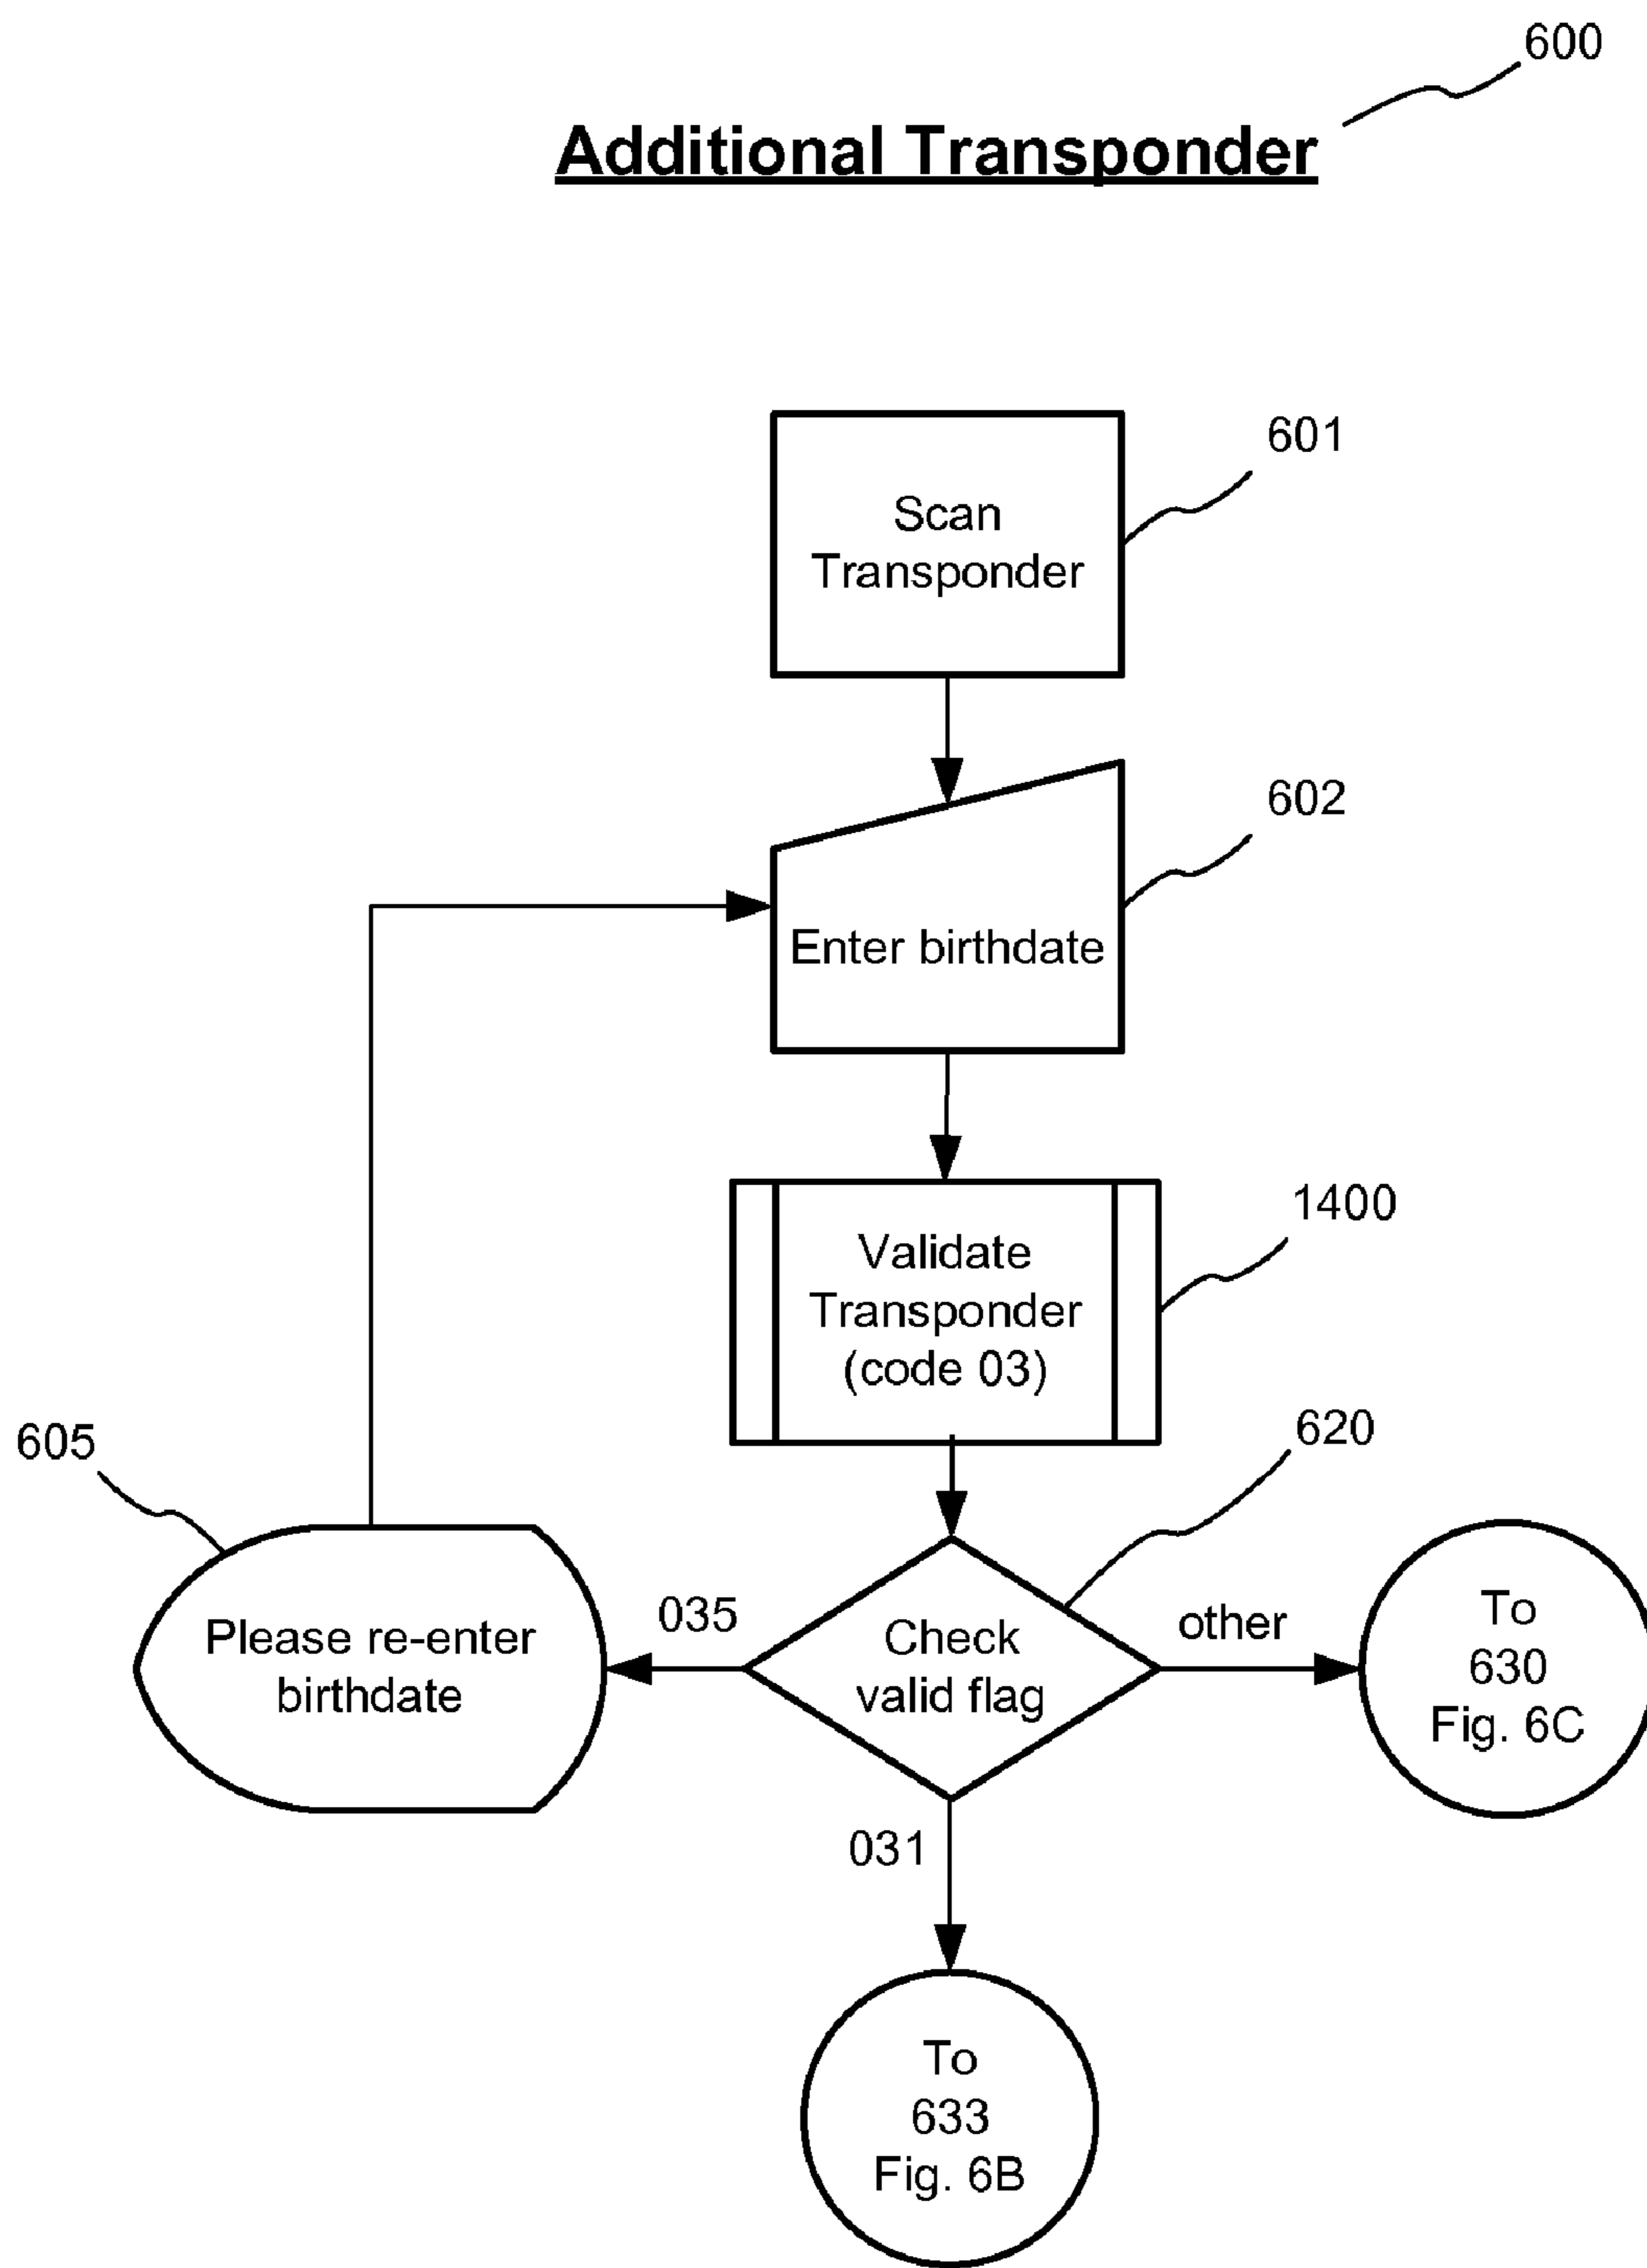 600
Additional Transponder
601
Scan
Transponder
602
Enter birthdate
1400
Validate
Transponder
(code 03)
605
620
Please re-enter
birthdate
035
Check
valid flag
other
To
630
Fig. 6C
031
To
633
Fig. 6B